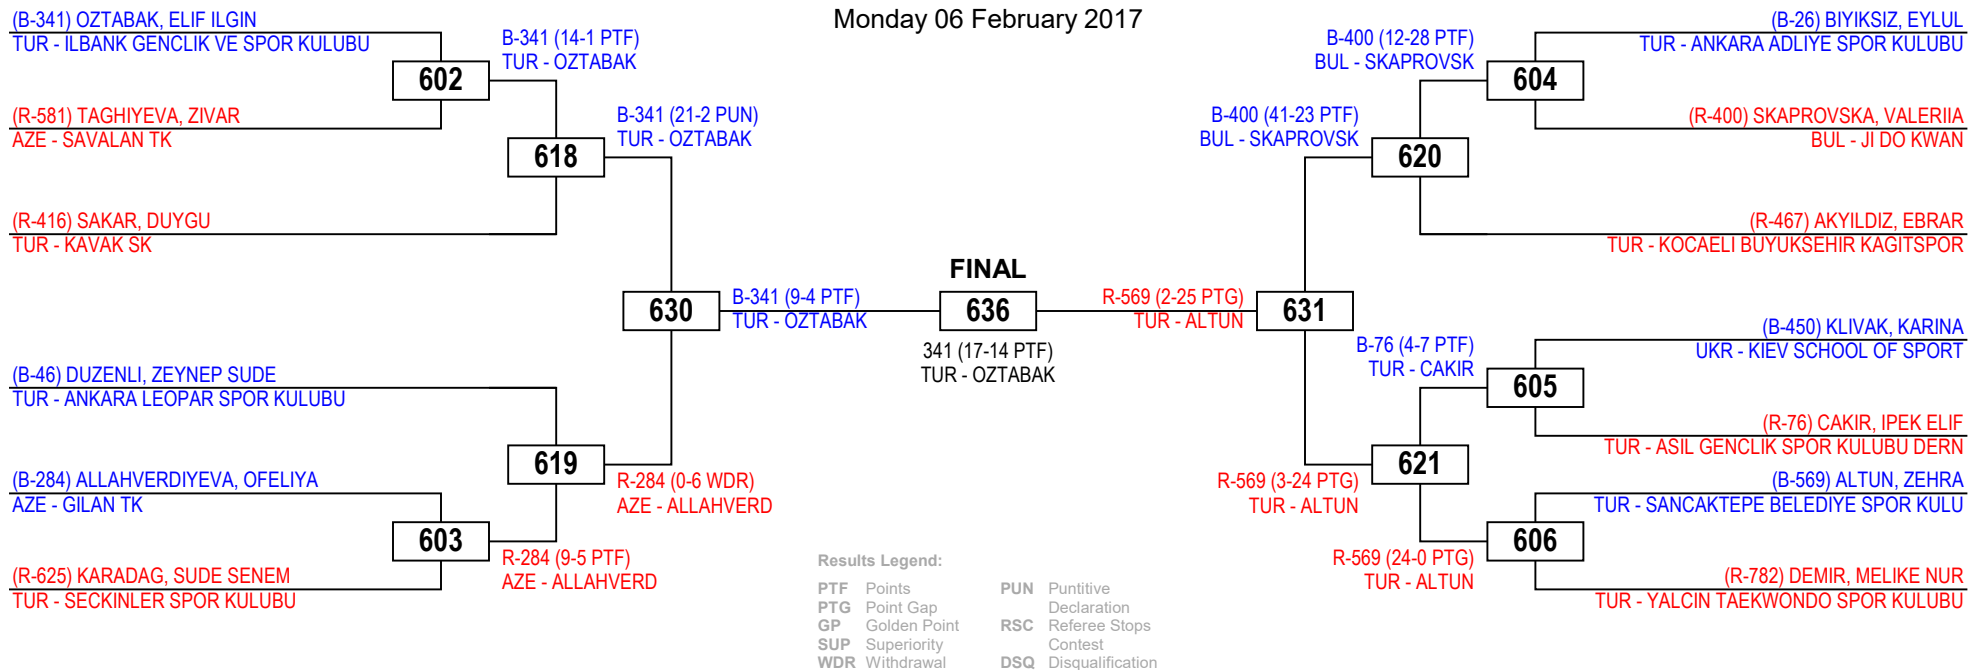 Monday 06 February 2017
(B-341) OZTABAK, ELIF ILGIN
TUR - ILBANK GENCLIK VE SPOR KULUBU
602
(R-581) TAGHIYEVA, ZIVAR
AZE - SAVALAN TK
B-341 (14-1 PTF)
TUR - OZTABAK
618
(R-416) SAKAR, DUYGU
TUR - KAVAK SK
B-341 (21-2 PUN)
TUR - OZTABAK
630
B-341 (9-4 PTF)
TUR - OZTABAK
(B-46) DUZENLI, ZEYNEP SUDE
TUR - ANKARA LEOPAR SPOR KULUBU
619
R-284 (0-6 WDR)
AZE - ALLAHVERD
(B-284) ALLAHVERDIYEVA, OFELIYA
AZE - GILAN TK
603
R-284 (9-5 PTF)
AZE - ALLAHVERD
(R-625) KARADAG, SUDE SENEM
TUR - SECKINLER SPOR KULUBU
FINAL
636
341 (17-14 PTF)
TUR - OZTABAK
(B-26) BIYIKSIZ, EYLUL
TUR - ANKARA ADLIYE SPOR KULUBU
604
B-400 (12-28 PTF)
BUL - SKAPROVSK
(R-400) SKAPROVSKA, VALERIIA
BUL - JI DO KWAN
B-400 (41-23 PTF)
BUL - SKAPROVSK
620
(R-467) AKYILDIZ, EBRAR
TUR - KOCAELI BUYUKSEHIR KAGITSPOR
R-569 (2-25 PTG)
TUR - ALTUN
631
(B-450) KLIVAK, KARINA
UKR - KIEV SCHOOL OF SPORT
B-76 (4-7 PTF)
TUR - CAKIR
605
(R-76) CAKIR, IPEK ELIF
TUR - ASIL GENCLIK SPOR KULUBU DERN
621
R-569 (3-24 PTG)
TUR - ALTUN
(B-569) ALTUN, ZEHRA
TUR - SANCAKTEPE BELEDIYE SPOR KULU
606
R-569 (24-0 PTG)
TUR - ALTUN
(R-782) DEMIR, MELIKE NUR
TUR - YALCIN TAEKWONDO SPOR KULUBU
Results Legend:
PTF Points
PTG Point Gap
GP Golden Point
SUP Superiority
WDR Withdrawal
PUN Puntitive
Declaration
RSC Referee Stops
Contest
DSQ Disqualification